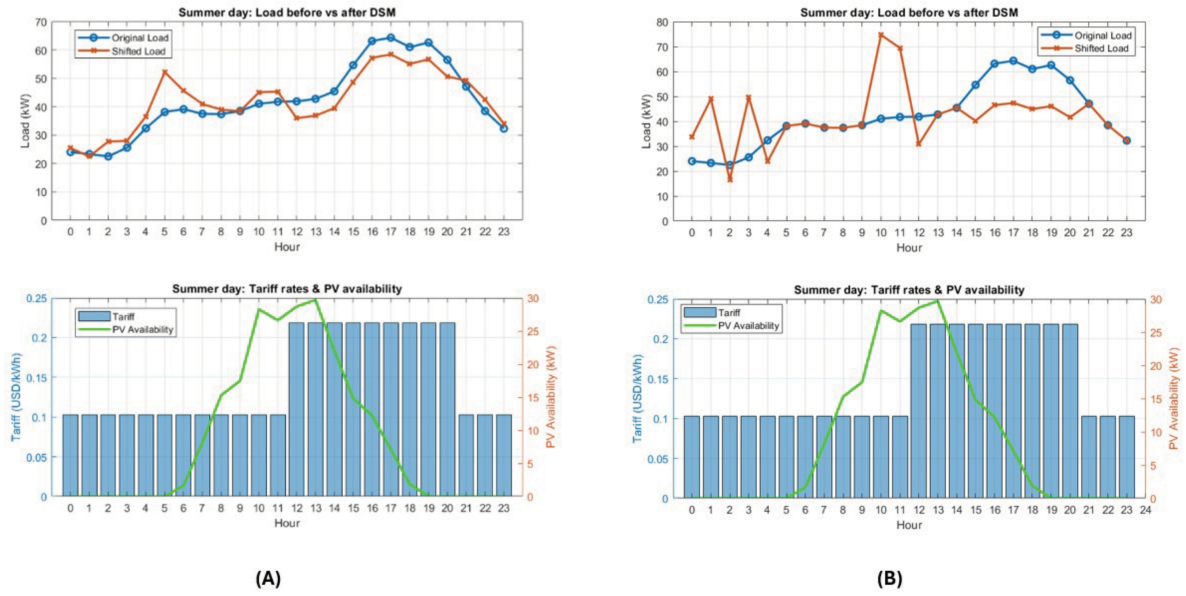 Summer day: Load before vs after DSM
70
60
50
40
30
20
10
0
Load (kW)
Original Load
Shifted Load
0 1 2 3 4 5 6 7 8 9 10 11 12 13 14 15 16 17 18 19 20 21 22 23
Hour
Summer day: Tariff rates & PV availability
0.25
0.2
0.15
0.1
0.05
0
Tariff (USD/kWh)
Tariff
PV Availability
30
25
20
15
10
5
0
PV Availability (kW)
0 1 2 3 4 5 6 7 8 9 10 11 12 13 14 15 16 17 18 19 20 21 22 23
Hour
(A)
Summer day: Load before vs after DSM
80
70
60
50
40
30
20
10
0
Load (kW)
Original Load
Shifted Load
0 1 2 3 4 5 6 7 8 9 10 11 12 13 14 15 16 17 18 19 20 21 22 23
Hour
Summer day: Tariff rates & PV availability
0.25
0.2
0.15
0.1
0.05
0
Tariff (USD/kWh)
Tariff
PV Availability
30
25
20
15
10
5
0
PV Availability (kW)
0 1 2 3 4 5 6 7 8 9 10 11 12 13 14 15 16 17 18 19 20 21 22 23 24
Hour
(B)